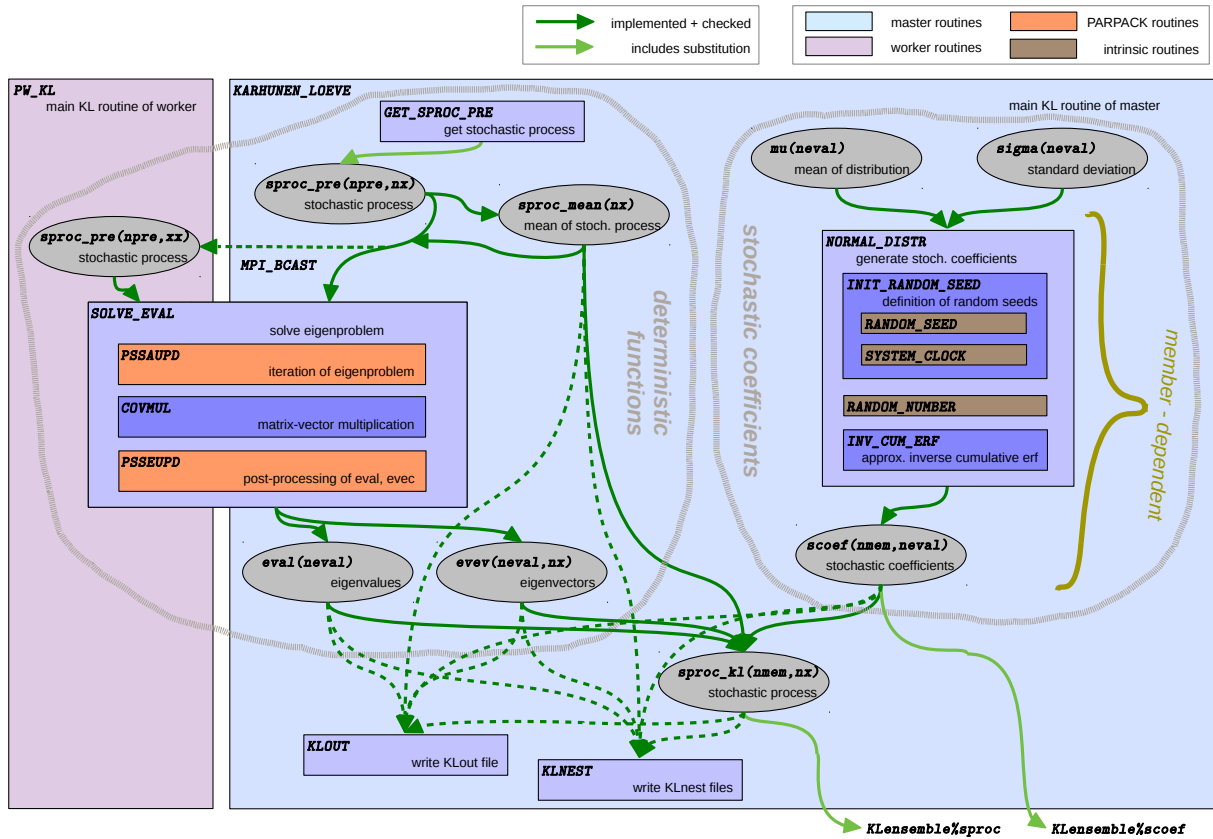 implemented + checked
includes substitution
master routines
worker routines
PARPACK routines
intrinsic routines
PW_KL
main KL routine of worker
KARHUNEN_LOEVE
main KL routine of master
GET_SPROC_PRE
get stochastic process
sproc_pre(npre,nx)
stochastic process
sproc_mean(nx)
mean of stoch. process
mu(neval)
mean of distribution
sigma(neval)
standard deviation
sproc_pre(npre,xx)
stochastic process
MPI_BCAST
NORMAL_DISTR
generate stoch. coefficients
INIT_RANDOM_SEED
definition of random seeds
RANDOM_SEED
SYSTEM_CLOCK
RANDOM_NUMBER
INV_CUM_ERF
approx. inverse cumulative erf
SOLVE_EVAL
solve eigenproblem
PSSAUPD
iteration of eigenproblem
COVMUL
matrix-vector multiplication
PSSEUPD
post-processing of eval, evec
deterministic
functions
stochastic coefficients
member - dependent
eval(neval)
eigenvalues
evev(neval,nx)
eigenvectors
scoef(nmem,neval)
stochastic coefficients
sproc_kl(nmem,nx)
stochastic process
KLOUT
write KLout file
KLNEST
write KLnest files
KLensemble%sproc
KLensemble%scoef